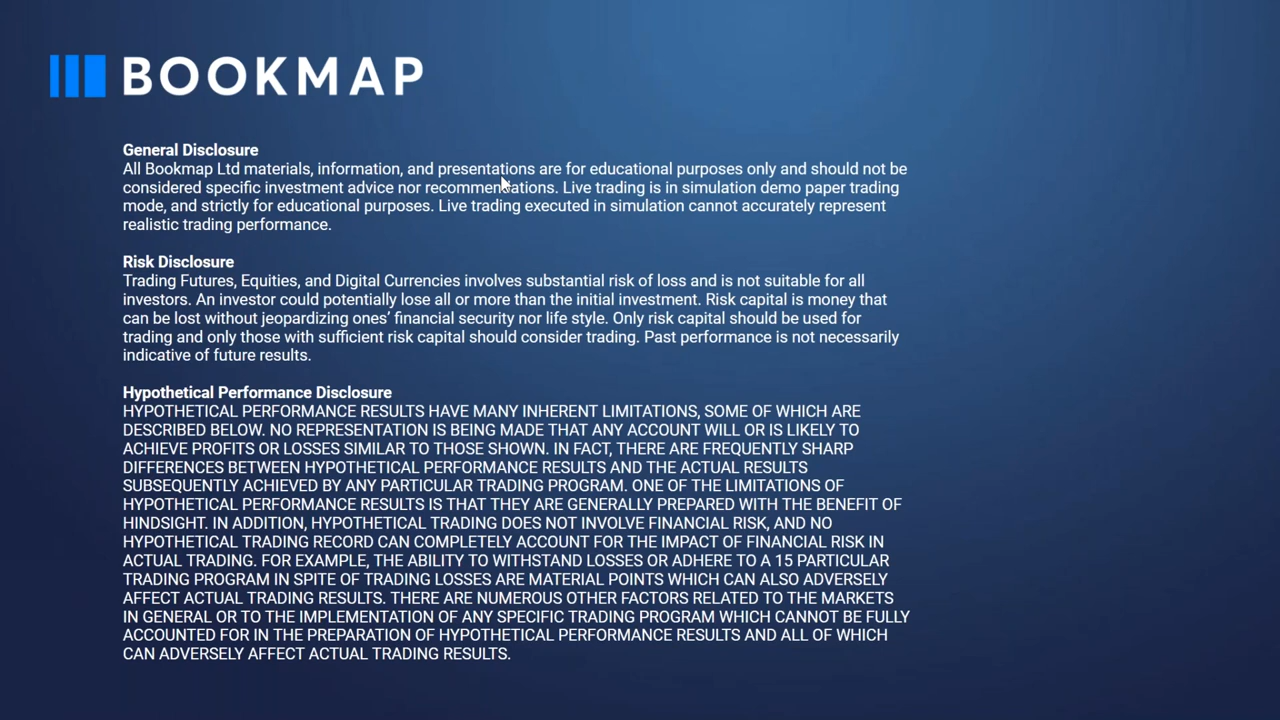 BOOKMAP
General Disclosure
All Bookmap Ltd materials, information, and presentations are for educational purposes only and should not be
considered specific investment advice nor recommendations. Live trading is in simulation demo paper trading
mode, and strictly for educational purposes. Live trading executed in simulation cannot accurately represent
realistic trading performance.
Risk Disclosure
Trading Futures, Equities, and Digital Currencies involves substantial risk of loss and is not suitable for all
investors. An investor could potentially lose all or more than the initial investment. Risk capital is money that
can be lost without jeopardizing ones’ financial security nor life style. Only risk capital should be used for
trading and only those with sufficient risk capital should consider trading. Past performance is not necessarily
indicative of future results.
Hypothetical Performance Disclosure
HYPOTHETICAL PERFORMANCE RESULTS HAVE MANY INHERENT LIMITATIONS, SOME OF WHICH ARE
DESCRIBED BELOW. NO REPRESENTATION IS BEING MADE THAT ANY ACCOUNT WILL OR IS LIKELY TO
ACHIEVE PROFITS OR LOSSES SIMILAR TO THOSE SHOWN. IN FACT, THERE ARE FREQUENTLY SHARP
DIFFERENCES BETWEEN HYPOTHETICAL PERFORMANCE RESULTS AND THE ACTUAL RESULTS
SUBSEQUENTLY ACHIEVED BY ANY PARTICULAR TRADING PROGRAM. ONE OF THE LIMITATIONS OF
HYPOTHETICAL PERFORMANCE RESULTS IS THAT THEY ARE GENERALLY PREPARED WITH THE BENEFIT OF
HINDSIGHT. IN ADDITION, HYPOTHETICAL TRADING DOES NOT INVOLVE FINANCIAL RISK, AND NO
HYPOTHETICAL TRADING RECORD CAN COMPLETELY ACCOUNT FOR THE IMPACT OF FINANCIAL RISK IN
ACTUAL TRADING. FOR EXAMPLE, THE ABILITY TO WITHSTAND LOSSES OR ADHERE TO A 15 PARTICULAR
TRADING PROGRAM IN SPITE OF TRADING LOSSES ARE MATERIAL POINTS WHICH CAN ALSO ADVERSELY
AFFECT ACTUAL TRADING RESULTS. THERE ARE NUMEROUS OTHER FACTORS RELATED TO THE MARKETS
IN GENERAL OR TO THE IMPLEMENTATION OF ANY SPECIFIC TRADING PROGRAM WHICH CANNOT BE FULLY
ACCOUNTED FOR IN THE PREPARATION OF HYPOTHETICAL PERFORMANCE RESULTS AND ALL OF WHICH
CAN ADVERSELY AFFECT ACTUAL TRADING RESULTS.